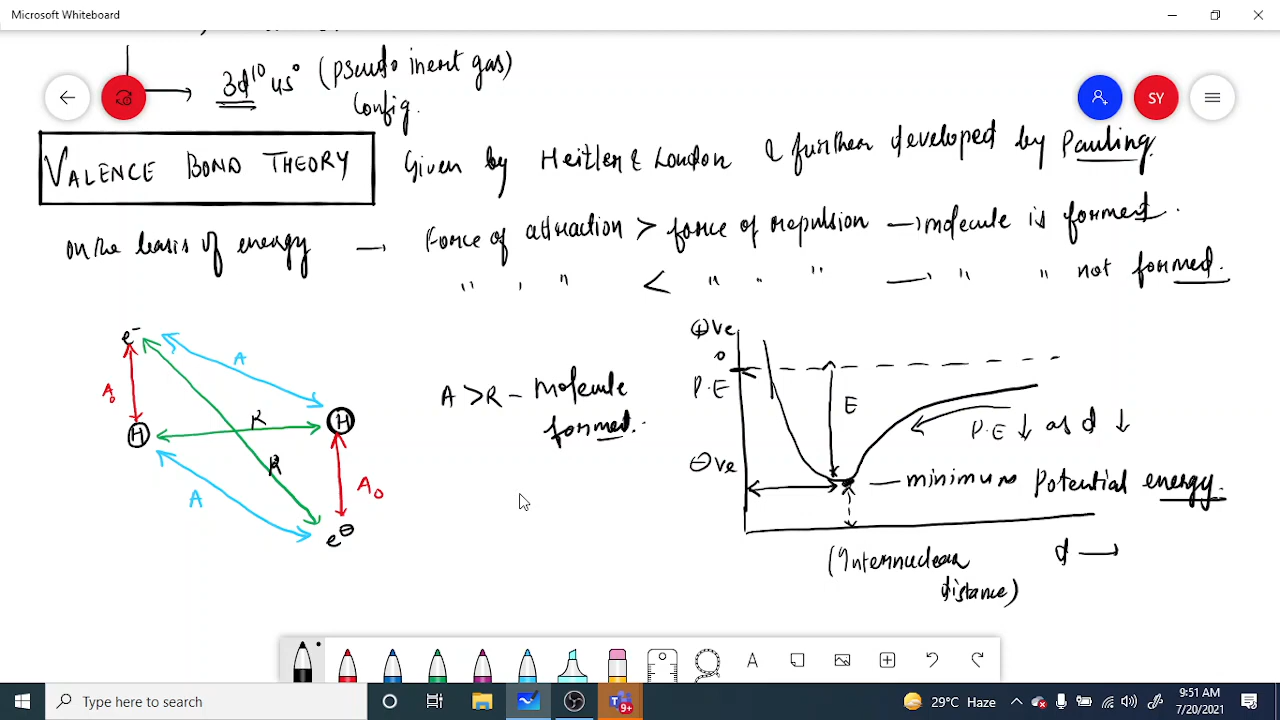 Microsoft Whiteboard
3d¹⁰ 4s⁰ (pseudo inert gas)
config.
SY
VALENCE BOND THEORY Given by Heitler & London & further developed by Pauling.
on the basis of energy → Force of attraction > force of repulsion → molecule is formed.
" " " < " " " → " " not formed.
e⁻
A
A₀
R
H
H
R
A
A₀
e⊖
A > R – Molecule
formed.
⊕ve
0
P.E
E
⊖ve
P.E ↓ as d ↓
minimum Potential energy.
(Internuclear
distance)
d →
A
Type here to search
9+
29°C Haze
9:51 AM
7/20/2021